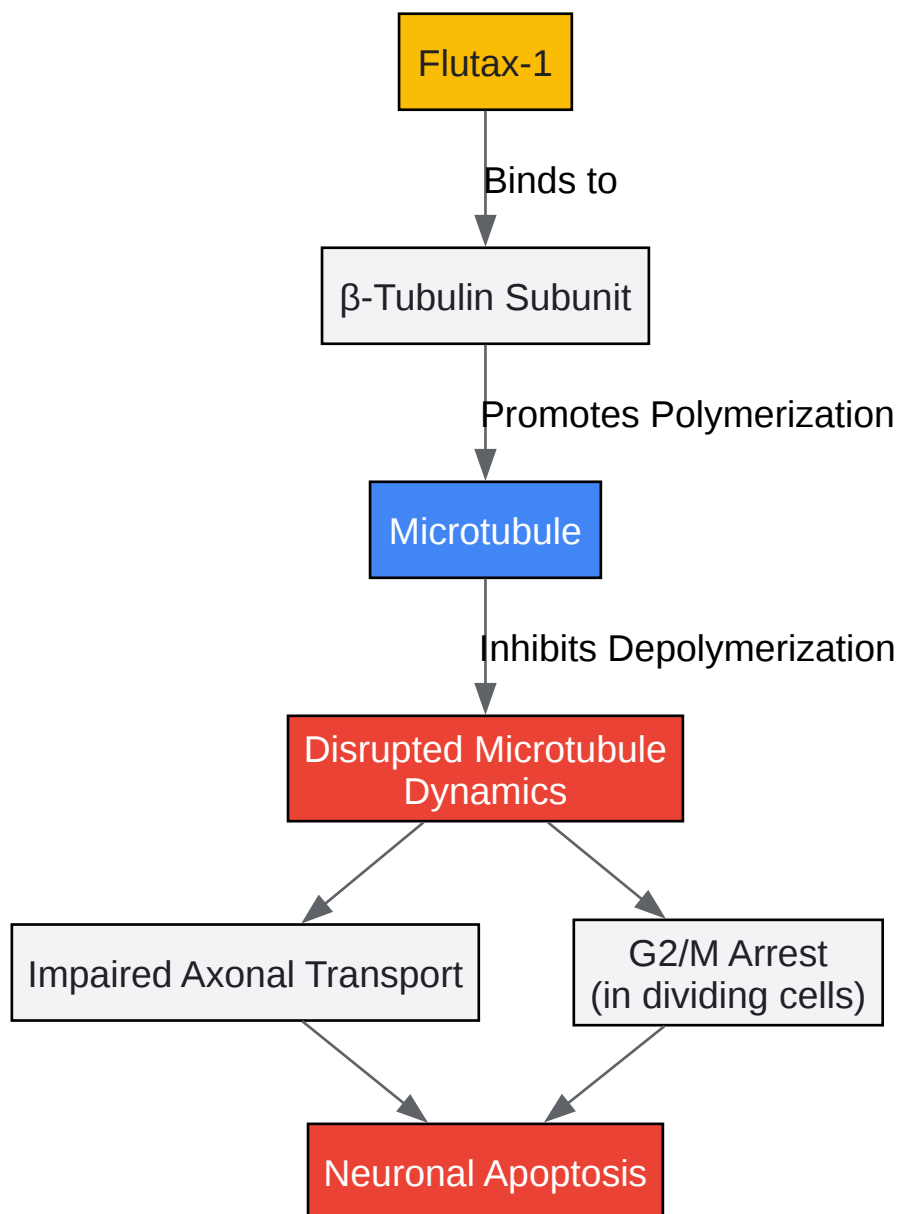 Flutax-1
Binds to
β-Tubulin Subunit
Promotes Polymerization
Microtubule
Inhibits Depolymerization
Disrupted Microtubule
Dynamics
Impaired Axonal Transport
G2/M Arrest
(in dividing cells)
Neuronal Apoptosis